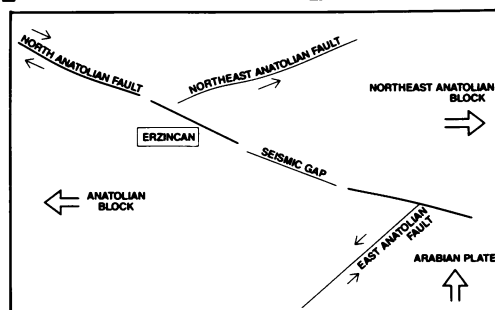 NORTH ANATOLIAN FAULT
NORTHEAST ANATOLIAN FAULT
NORTHEAST ANATOLIAN
BLOCK
ERZINCAN
SEISMIC GAP
ANATOLIAN
BLOCK
EAST ANATOLIAN
FAULT
ARABIAN PLATE